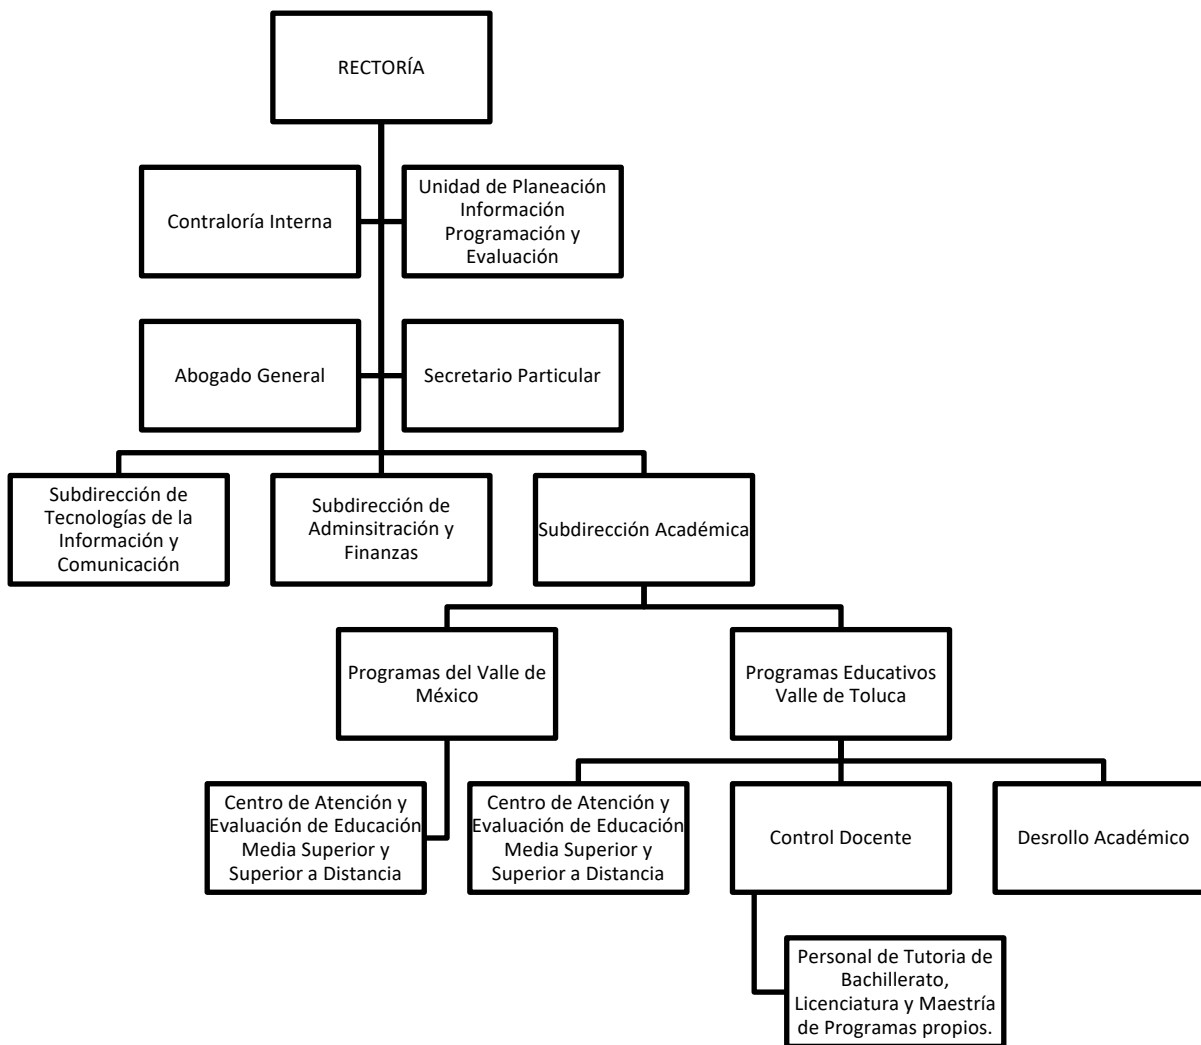 RECTORÍA
Contraloría Interna
Unidad de Planeación
Información
Programación y
Evaluación
Abogado General
Secretario Particular
Subdirección de
Tecnologías de la
Información y
Comunicación
Subdirección de
Adminsitración y
Finanzas
Subdirección Académica
Programas del Valle de
México
Programas Educativos
Valle de Toluca
Centro de Atención y
Evaluación de Educación
Media Superior y
Superior a Distancia
Centro de Atención y
Evaluación de Educación
Media Superior y
Superior a Distancia
Control Docente
Desrollo Académico
Personal de Tutoria de
Bachillerato,
Licenciatura y Maestría
de Programas propios.